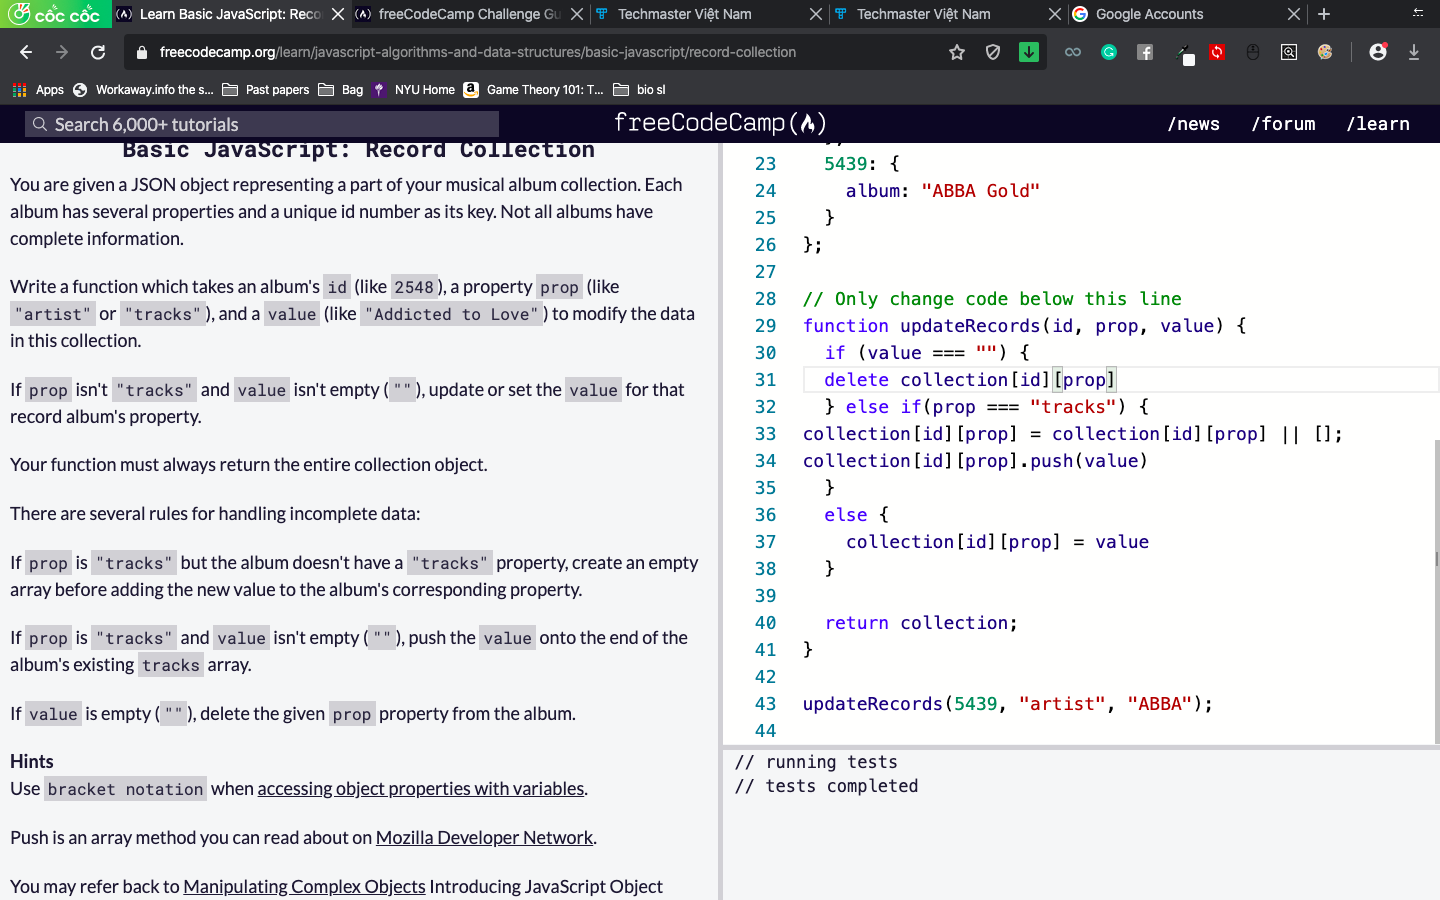 cốc cốc
Learn Basic JavaScript: Reco
freeCodeCamp Challenge Gu
Techmaster Việt Nam
Techmaster Việt Nam
Google Accounts
freecodecamp.org/learn/javascript-algorithms-and-data-structures/basic-javascript/record-collection
Apps
Workaway.info the s...
Past papers
Bag
NYU Home
Game Theory 101: T...
bio sl
Search 6,000+ tutorials
freeCodeCamp
/news
/forum
/learn
Basic JavaScript: Record Collection
You are given a JSON object representing a part of your musical album collection. Each
album has several properties and a unique id number as its key. Not all albums have
complete information.
Write a function which takes an album's id (like 2548), a property prop (like
"artist" or "tracks"), and a value (like "Addicted to Love") to modify the data
in this collection.
If prop isn't "tracks" and value isn't empty (""), update or set the value for that
record album's property.
Your function must always return the entire collection object.
There are several rules for handling incomplete data:
If prop is "tracks" but the album doesn't have a "tracks" property, create an empty
array before adding the new value to the album's corresponding property.
If prop is "tracks" and value isn't empty (""), push the value onto the end of the
album's existing tracks array.
If value is empty (""), delete the given prop property from the album.
Hints
Use bracket notation when accessing object properties with variables.
Push is an array method you can read about on Mozilla Developer Network.
You may refer back to Manipulating Complex Objects Introducing JavaScript Object
23 5439: {
24 album: "ABBA Gold"
25 }
26 };
27
28 // Only change code below this line
29 function updateRecords(id, prop, value) {
30 if (value === "") {
31 delete collection[id][prop]
32 } else if(prop === "tracks") {
33 collection[id][prop] = collection[id][prop] || [];
34 collection[id][prop].push(value)
35 }
36 else {
37 collection[id][prop] = value
38 }
39
40 return collection;
41 }
42
43 updateRecords(5439, "artist", "ABBA");
44
// running tests
// tests completed